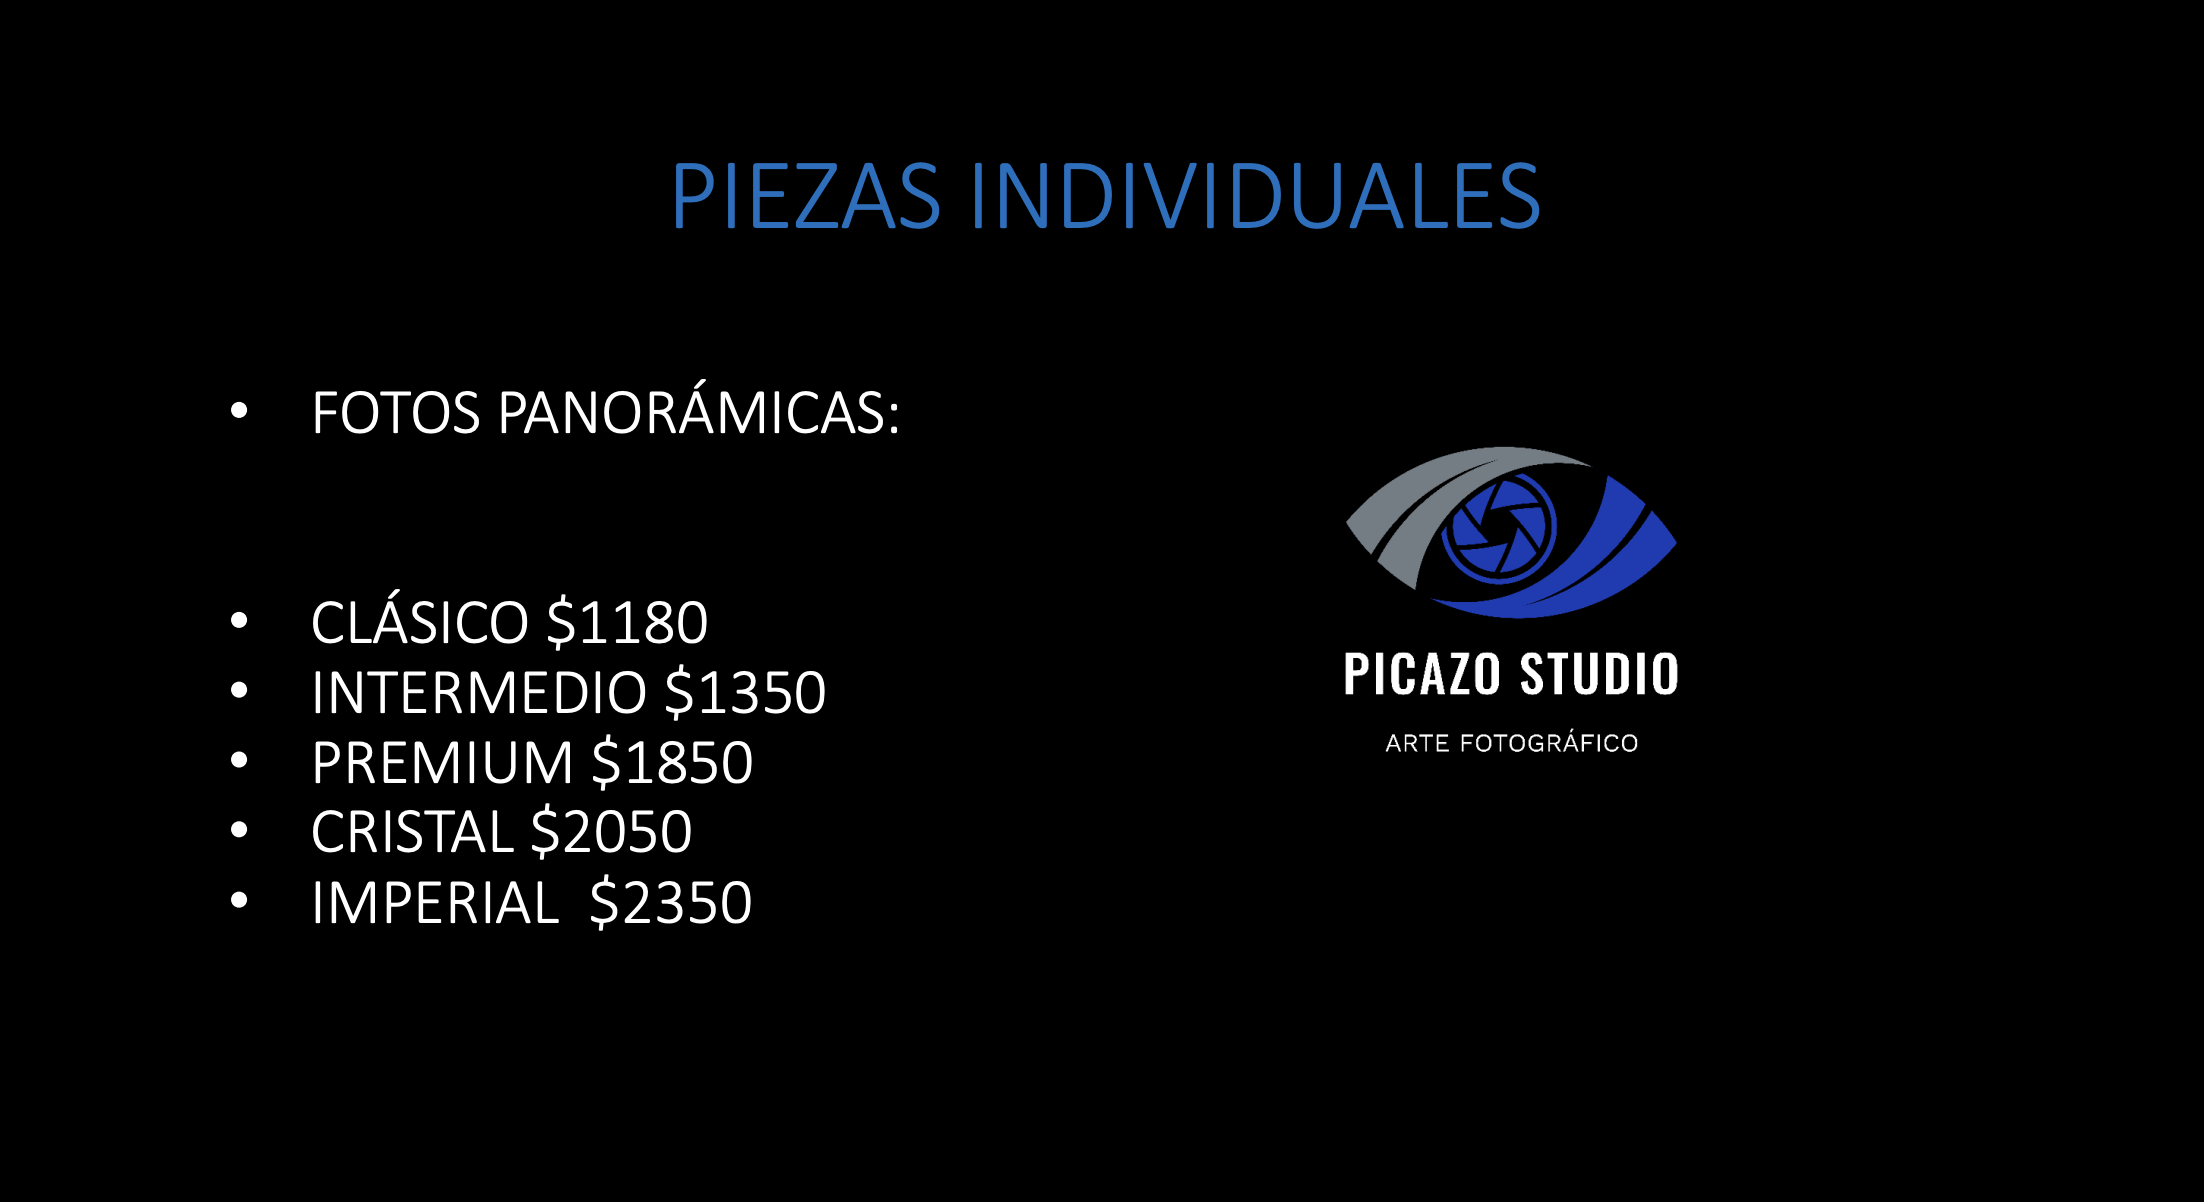 PIEZAS INDIVIDUALES
• FOTOS PANORÁMICAS:
• CLÁSICO $1180
• INTERMEDIO $1350
• PREMIUM $1850
• CRISTAL $2050
• IMPERIAL  $2350
PICAZO STUDIO
ARTE FOTOGRÁFICO